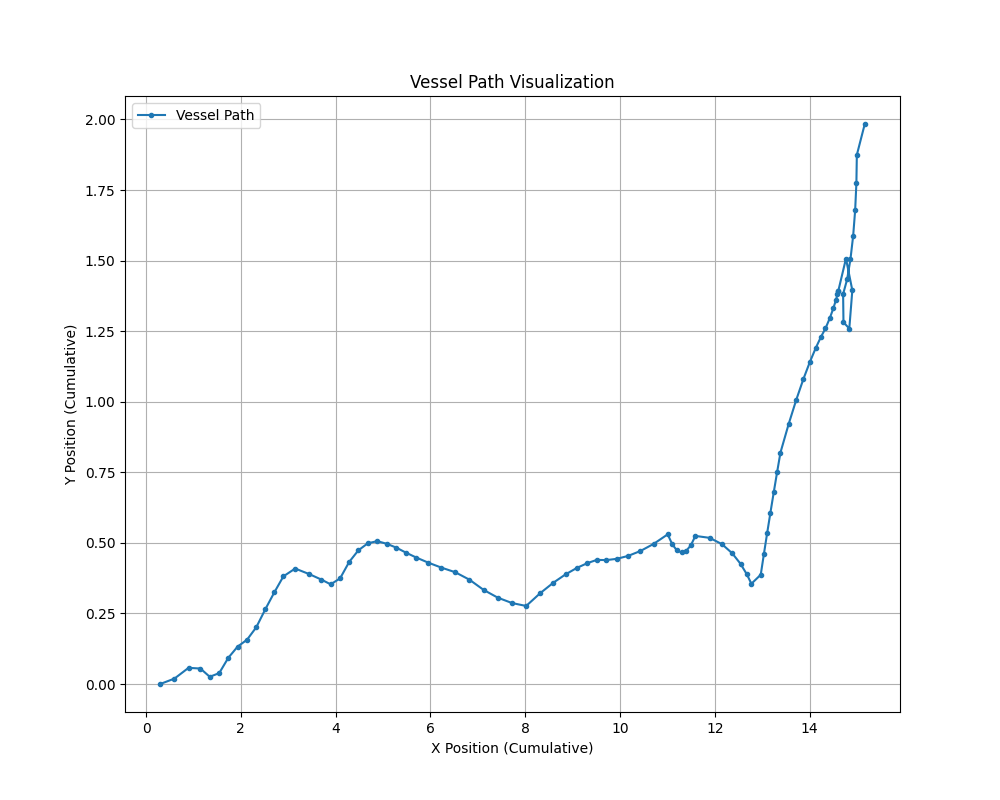 Vessel Path Visualization
Vessel Path
Y Position (Cumulative)
2.00
1.75
1.50
1.25
1.00
0.75
0.50
0.25
0.00
0 2 4 6 8 10 12 14
X Position (Cumulative)